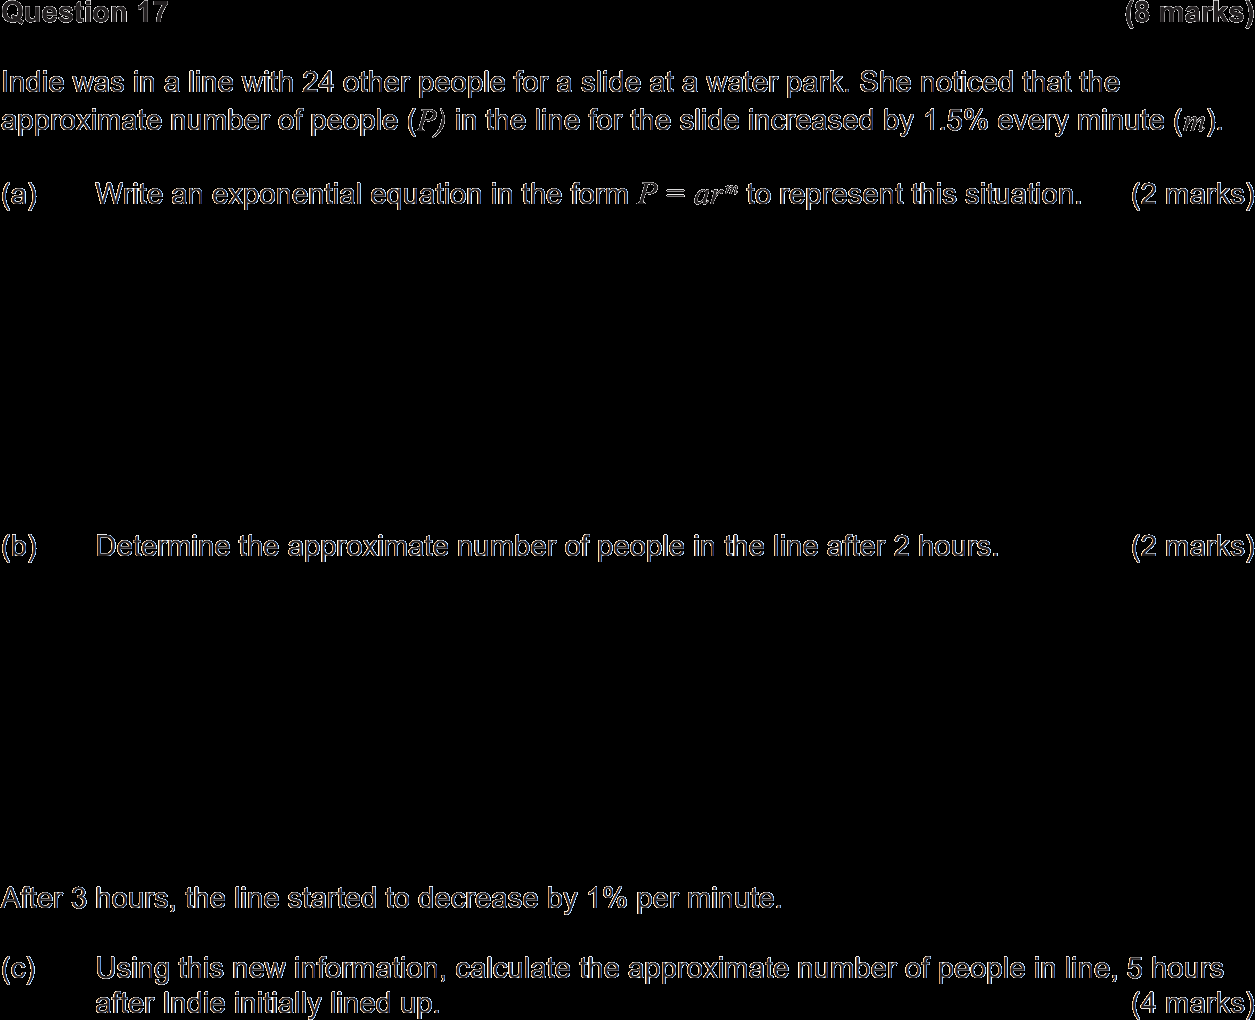 Question 17 (8 marks)
Indie was in a line with 24 other people for a slide at a water park. She noticed that the
approximate number of people (P) in the line for the slide increased by 1.5% every minute (m).
(a) Write an exponential equation in the form P = arᵐ to represent this situation. (2 marks)
(b) Determine the approximate number of people in the line after 2 hours. (2 marks)
After 3 hours, the line started to decrease by 1% per minute.
(c) Using this new information, calculate the approximate number of people in line, 5 hours
after Indie initially lined up. (4 marks)